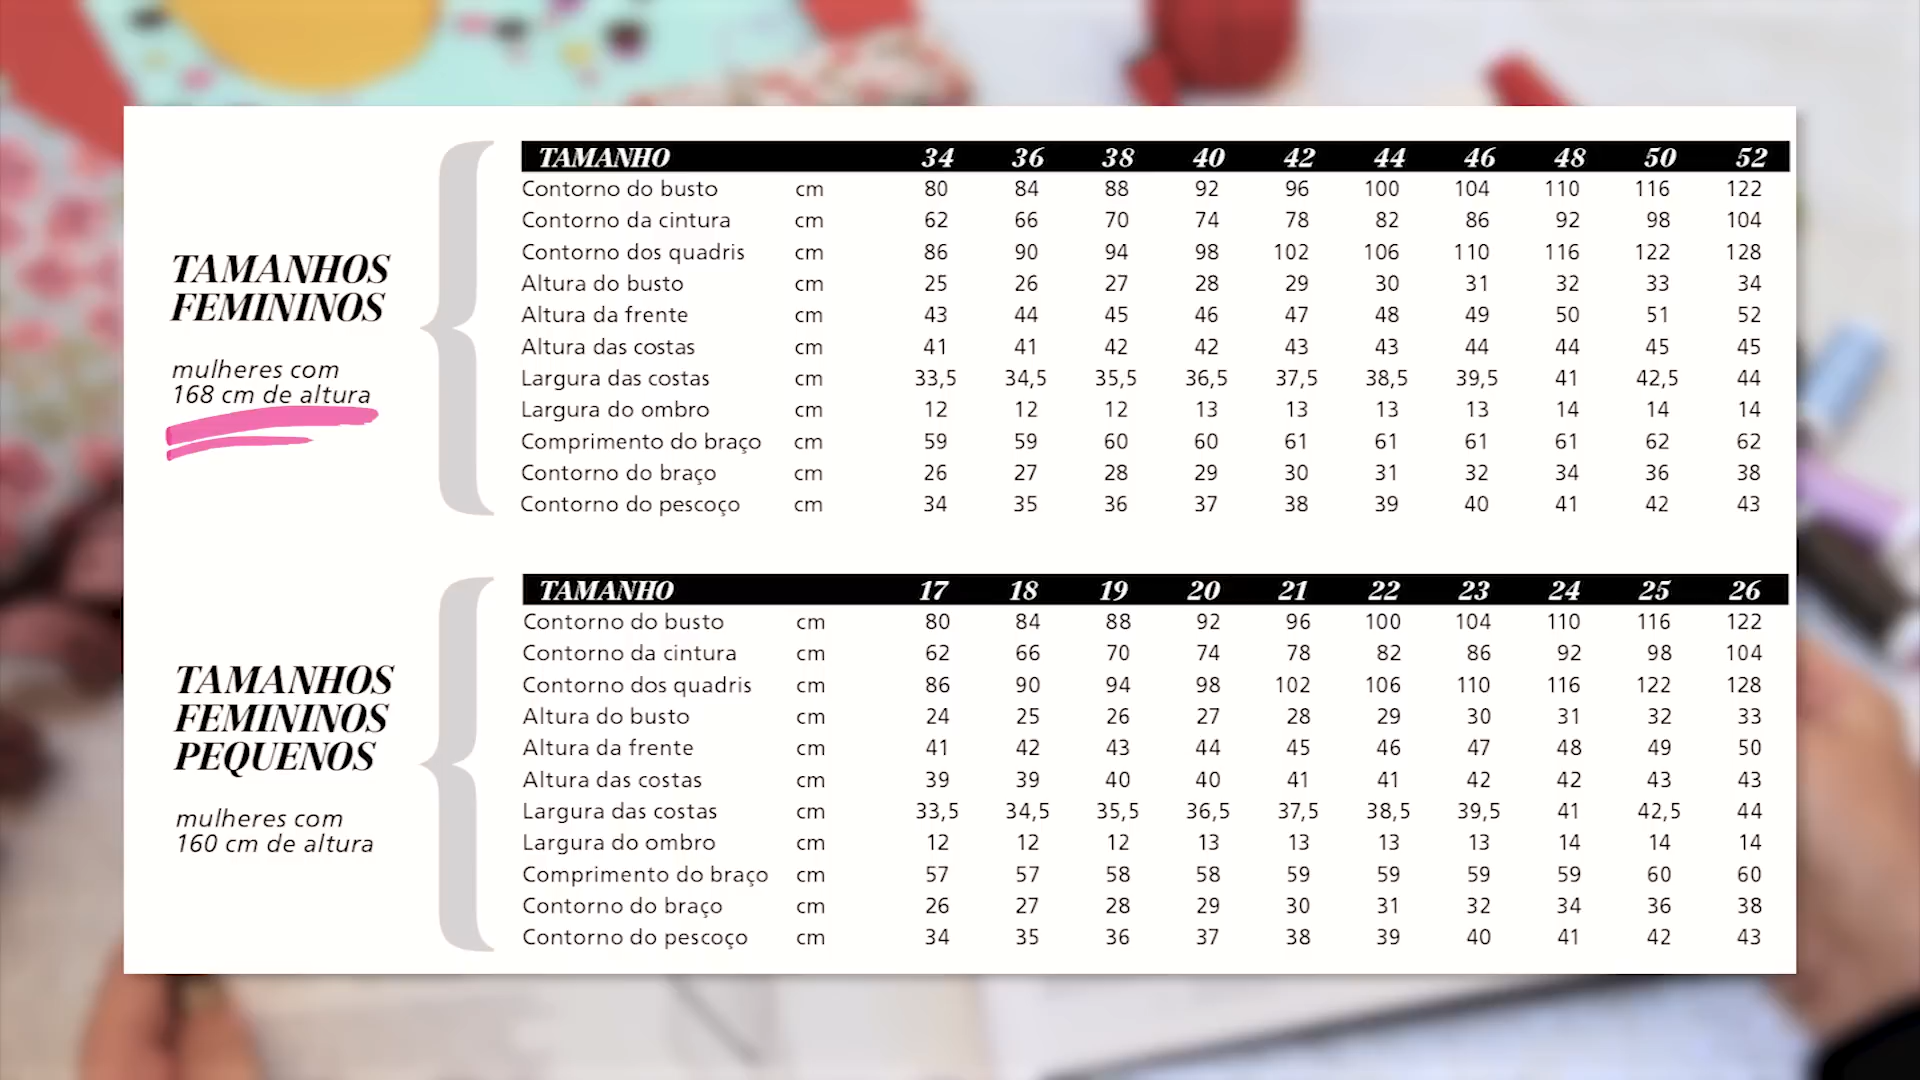 TAMANHOS
FEMININOS
mulheres com
168 cm de altura
TAMANHO 34 36 38 40 42 44 46 48 50 52
Contorno do busto cm 80 84 88 92 96 100 104 110 116 122
Contorno da cintura cm 62 66 70 74 78 82 86 92 98 104
Contorno dos quadris cm 86 90 94 98 102 106 110 116 122 128
Altura do busto cm 25 26 27 28 29 30 31 32 33 34
Altura da frente cm 43 44 45 46 47 48 49 50 51 52
Altura das costas cm 41 41 42 42 43 43 44 44 45 45
Largura das costas cm 33,5 34,5 35,5 36,5 37,5 38,5 39,5 41 42,5 44
Largura do ombro cm 12 12 12 13 13 13 13 14 14 14
Comprimento do braço cm 59 59 60 60 61 61 61 61 62 62
Contorno do braço cm 26 27 28 29 30 31 32 34 36 38
Contorno do pescoço cm 34 35 36 37 38 39 40 41 42 43
TAMANHOS
FEMININOS
PEQUENOS
mulheres com
160 cm de altura
TAMANHO 17 18 19 20 21 22 23 24 25 26
Contorno do busto cm 80 84 88 92 96 100 104 110 116 122
Contorno da cintura cm 62 66 70 74 78 82 86 92 98 104
Contorno dos quadris cm 86 90 94 98 102 106 110 116 122 128
Altura do busto cm 24 25 26 27 28 29 30 31 32 33
Altura da frente cm 41 42 43 44 45 46 47 48 49 50
Altura das costas cm 39 39 40 40 41 41 42 42 43 43
Largura das costas cm 33,5 34,5 35,5 36,5 37,5 38,5 39,5 41 42,5 44
Largura do ombro cm 12 12 12 13 13 13 13 14 14 14
Comprimento do braço cm 57 57 58 58 59 59 59 59 60 60
Contorno do braço cm 26 27 28 29 30 31 32 34 36 38
Contorno do pescoço cm 34 35 36 37 38 39 40 41 42 43